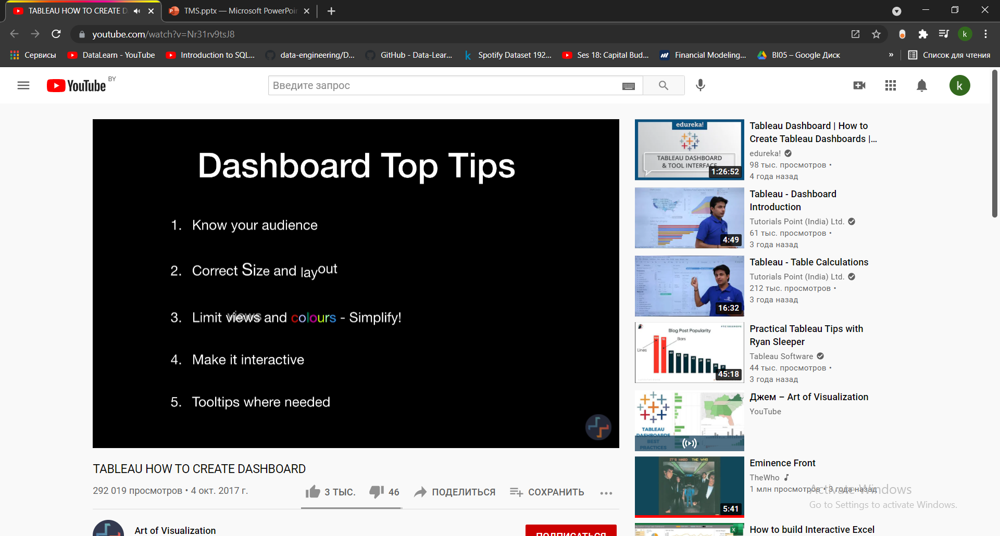 TABLEAU HOW TO CREATE D
TMS.pptx — Microsoft PowerPoin
youtube.com/watch?v=Nr31rv9tsJ8
k
Сервисы
DataLearn - YouTube
Introduction to SQL...
data-engineering/D...
GitHub - Data-Lear...
k
Spotify Dataset 192...
Ses 18: Capital Bud...
Financial Modeling...
BI05 – Google Диск
»
Список для чтения
YouTube BY
Введите запрос
k
Dashboard Top Tips
1. Know your audience
2. Correct Size and layout
3. Limit views and colours - Simplify!
4. Make it interactive
5. Tooltips where needed
TABLEAU HOW TO CREATE DASHBOARD
292 019 просмотров • 4 окт. 2017 г.
3 ТЫС.
46
ПОДЕЛИТЬСЯ
СОХРАНИТЬ
Art of Visualization
ПОДПИСАТЬСЯ
edureka!
TABLEAU DASHBOARD
& TOOL INTERFACE
1:26:52
Tableau Dashboard | How to
Create Tableau Dashboards |...
edureka!
98 тыс. просмотров •
4 года назад
4:49
Tableau - Dashboard
Introduction
Tutorials Point (India) Ltd.
61 тыс. просмотров •
3 года назад
16:32
Tableau - Table Calculations
Tutorials Point (India) Ltd.
212 тыс. просмотров •
3 года назад
Blog Post Popularity
Bars
Lines
45:18
Practical Tableau Tips with
Ryan Sleeper
Tableau Software
44 тыс. просмотров •
3 года назад
TABLEAU
DASHBOARDS
BEST
PRACTICES
Джем – Art of Visualization
YouTube
IT'S HARD THE WHO
5:41
Eminence Front
TheWho
1 млн просмотров • 3 года назад
Activate Windows
Go to Settings to activate Windows.
How to build Interactive Excel